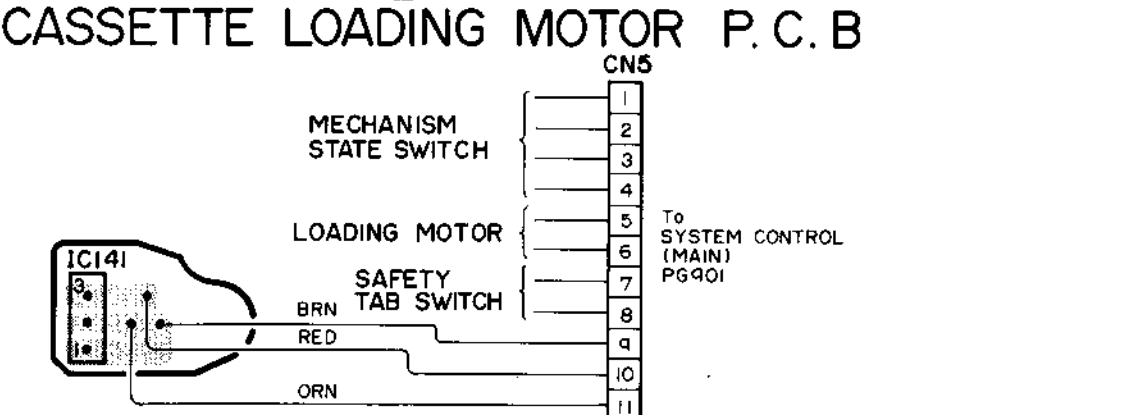 CASSETTE LOADING MOTOR P.C.B
CN5
1
MECHANISM
STATE SWITCH
2
3
4
LOADING MOTOR
5
6
To
SYSTEM CONTROL
(MAIN)
PG901
SAFETY
TAB SWITCH
7
8
IC141
3
1
BRN
9
RED
10
ORN
11